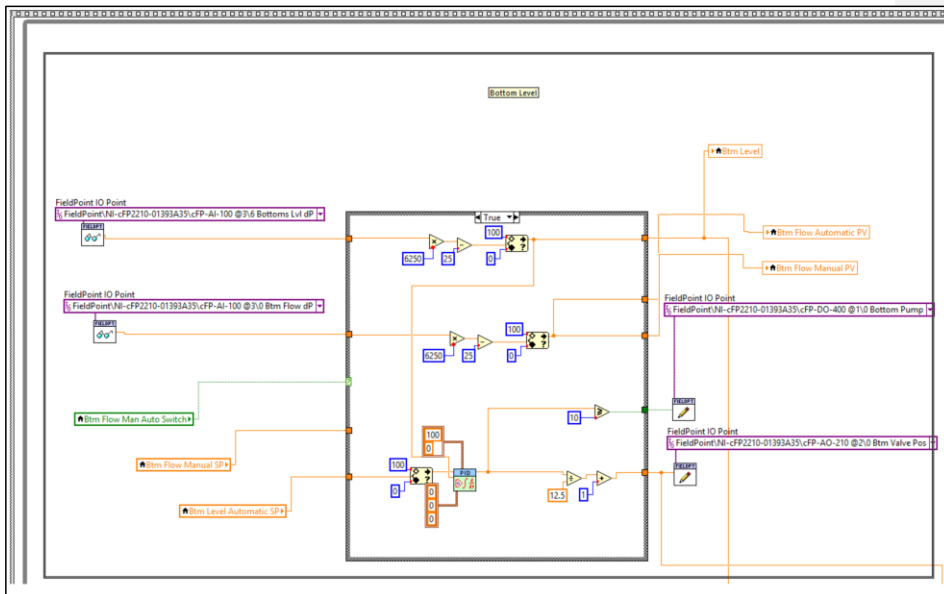 Bottom Level
Btm Level
FieldPoint IO Point
FieldPoint\NI-cFP2210-01393A35\cFP-AI-100 @3\6 Bottoms Lvl dP
FIELDPT
True
100
6250
25
0
Btm Flow Automatic PV
Btm Flow Manual PV
FieldPoint IO Point
FieldPoint\NI-cFP2210-01393A35\cFP-AI-100 @3\0 Btm Flow dP
FIELDPT
100
6250
25
0
FieldPoint IO Point
FieldPoint\NI-cFP2210-01393A35\cFP-DO-400 @1\0 Bottom Pump
FIELDPT
Btm Flow Man Auto Switch
10
FieldPoint IO Point
FieldPoint\NI-cFP2210-01393A35\cFP-AO-210 @2\0 Btm Valve Pos
FIELDPT
Btm Flow Manual SP
100
0
100
0
PID
12.5
1
Btm Level Automatic SP
0
0
0